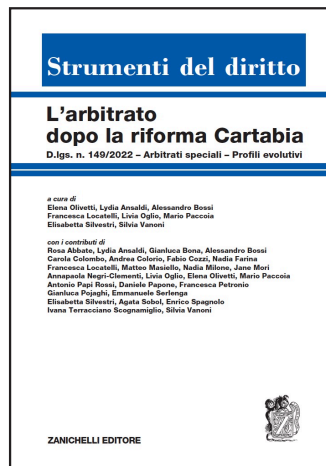 Strumenti del diritto
L'arbitrato
dopo la riforma Cartabia
D.lgs. n. 149/2022 – Arbitrati speciali – Profili evolutivi
a cura di
Elena Olivetti, Lydia Ansaldi, Alessandro Bossi
Francesca Locatelli, Livia Oglio, Mario Paccoia
Elisabetta Silvestri, Silvia Vanoni
con i contributi di
Rosa Abbate, Lydia Ansaldi, Gianluca Bona, Alessandro Bossi
Carola Colombo, Andrea Colorio, Fabio Cozzi, Nadia Farina
Francesca Locatelli, Matteo Masiello, Nadia Milone, Jane Mori
Annapaola Negri-Clementi, Livia Oglio, Elena Olivetti, Mario Paccoia
Antonio Papi Rossi, Daniele Papone, Francesca Petronio
Gianluca Pojaghi, Emmanuele Serlenga
Elisabetta Silvestri, Agata Sobol, Enrico Spagnolo
Ivana Terracciano Scognamiglio, Silvia Vanoni
ZANICHELLI EDITORE